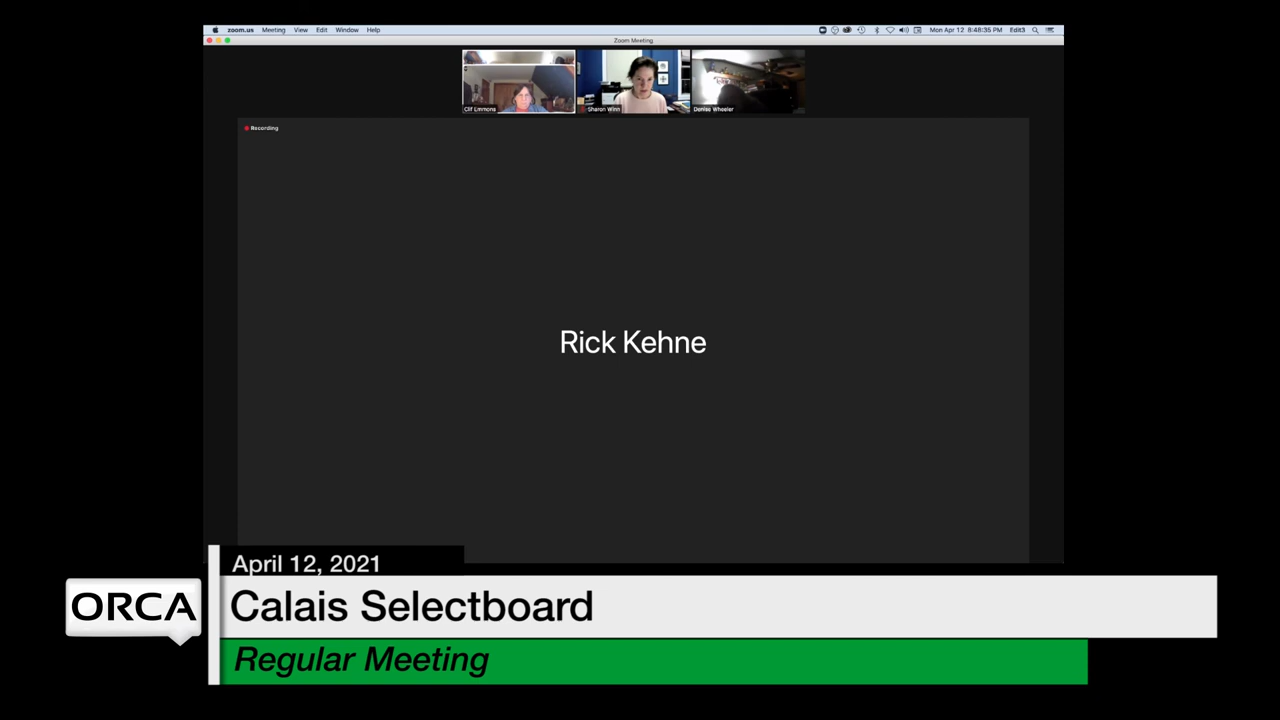 zoom.us Meeting View Edit Window Help Mon Apr 12 8:48:35 PM Edit3
Zoom Meeting
Clif Emmons Sharon Winn Denise Wheeler
Recording
Rick Kehne
April 12, 2021
ORCA Calais Selectboard
Regular Meeting